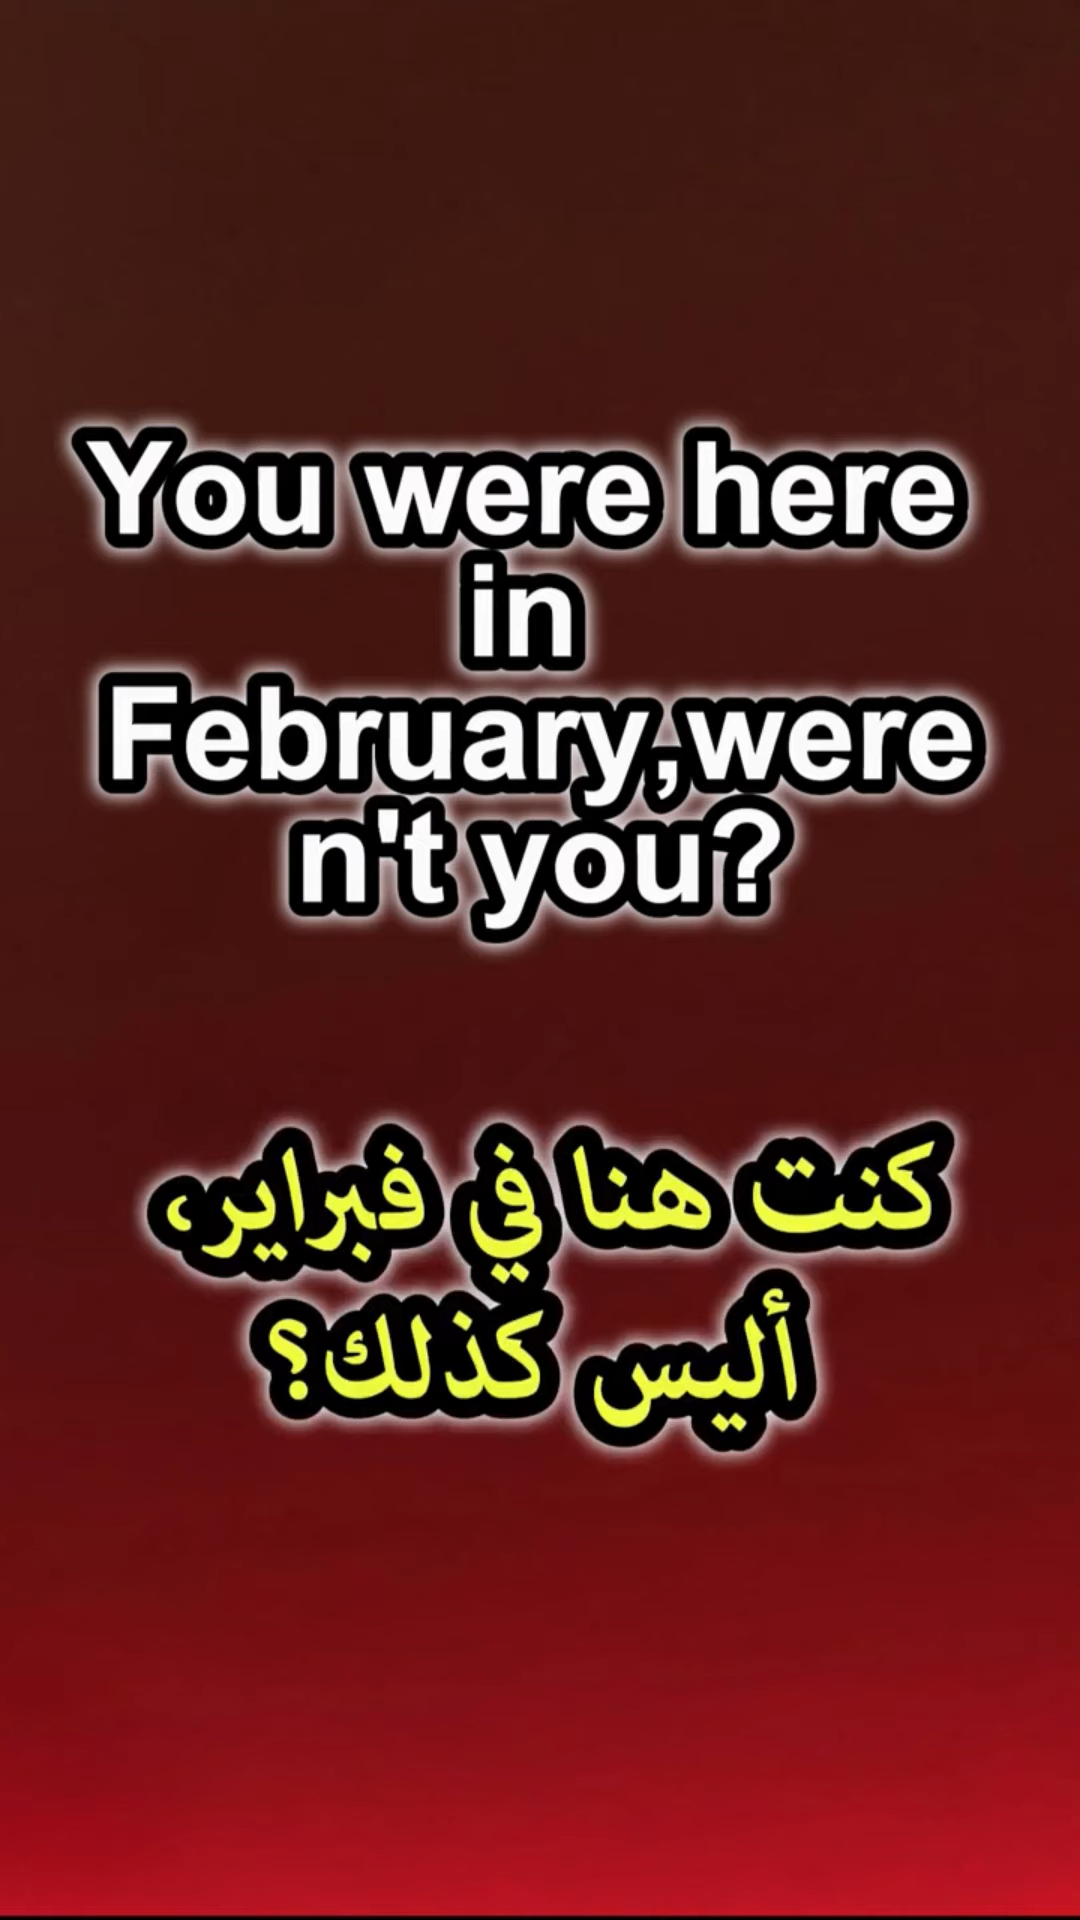 You were here
in
February,were
n't you?
كنت هنا في فبراير،
أليس كذلك؟